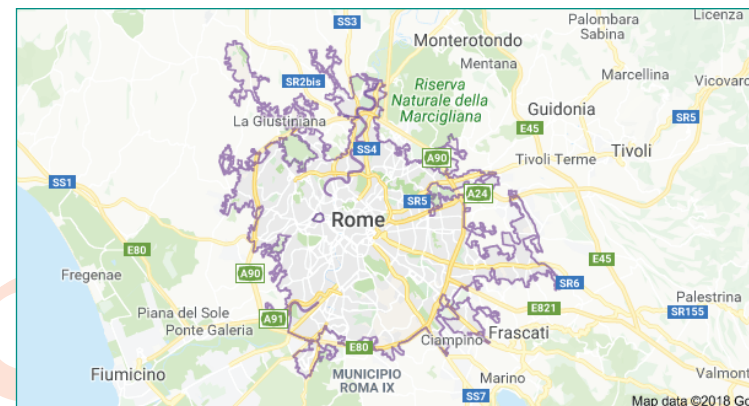 SS3
Palombara
Sabina
Licenza
Monterotondo
Mentana
SR2bis
Marcellina
Vicovaro
Riserva
Naturale della
Marcigliana
Guidonia
La Giustiniana
SR5
E45
SS4
Tivoli
A90
Tivoli Terme
SS1
A24
SR5
Rome
E80
E45
Fregenae
A90
SR6
Palestrina
E821
SR155
Piana del Sole
A91
Ponte Galeria
Frascati
Ciampino
E80
Fiumicino
MUNICIPIO
ROMA IX
Marino
Valmont
SS7
Map data ©2018 Go